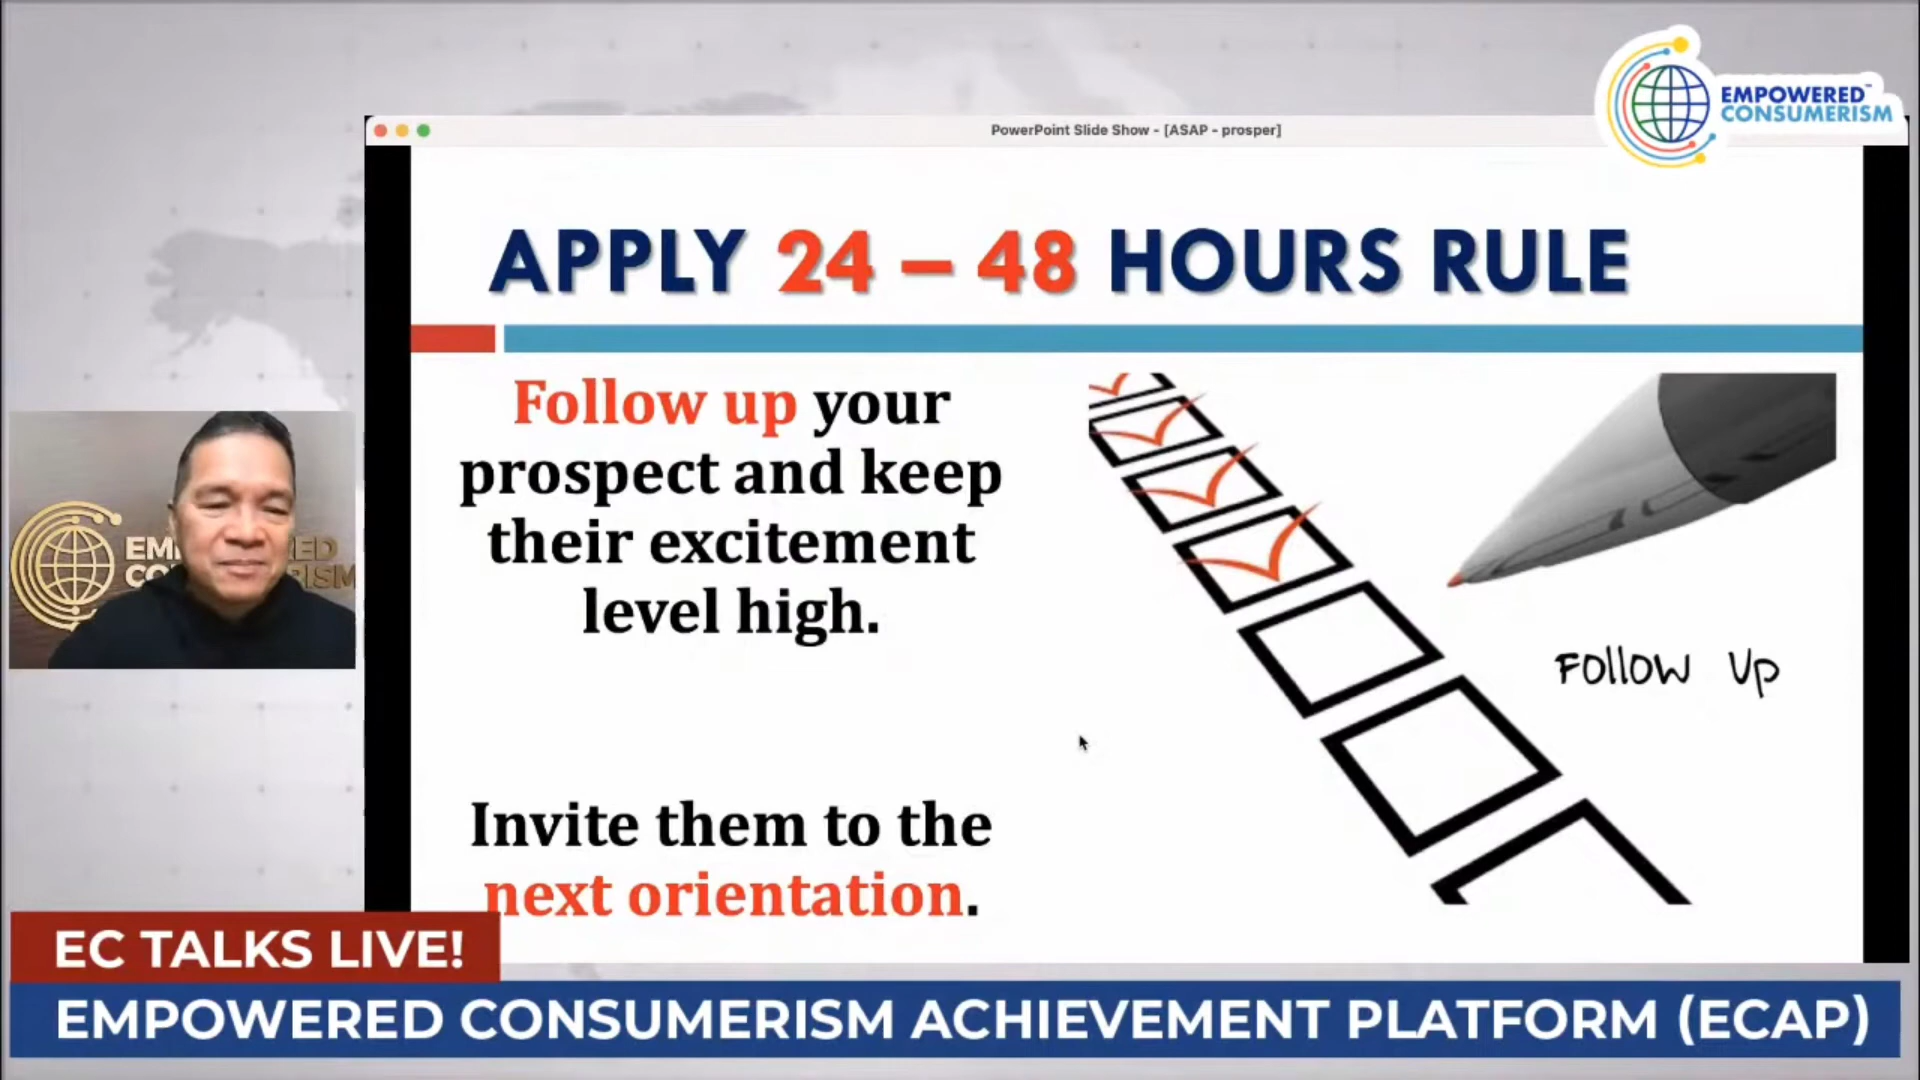 EMPOWERED™
CONSUMERISM
PowerPoint Slide Show - [ASAP - prosper]
APPLY 24 – 48 HOURS RULE
Follow up your
prospect and keep
their excitement
level high.
FOLLOW UP
Invite them to the
next orientation.
EC TALKS LIVE!
EMPOWERED CONSUMERISM ACHIEVEMENT PLATFORM (ECAP)